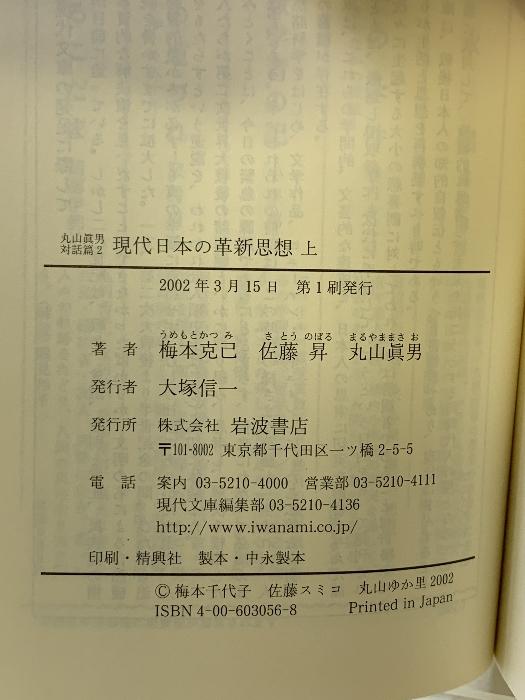 丸山眞男
対話篇2 現代日本の革新思想 上
2002年3月15日 第1刷発行
うめもとかつ み さ とう のぼる まるやままさ お
著 者 梅本克己 佐藤 昇 丸山眞男
発行者 大塚信一
発行所 株式会社 岩波書店
〒101-8002 東京都千代田区一ツ橋2-5-5
電 話 案内 03-5210-4000 営業部 03-5210-4111
現代文庫編集部 03-5210-4136
http://www.iwanami.co.jp/
印刷・精興社 製本・中永製本
© 梅本千代子 佐藤スミコ 丸山ゆか里 2002
ISBN 4-00-603056-8 Printed in Japan